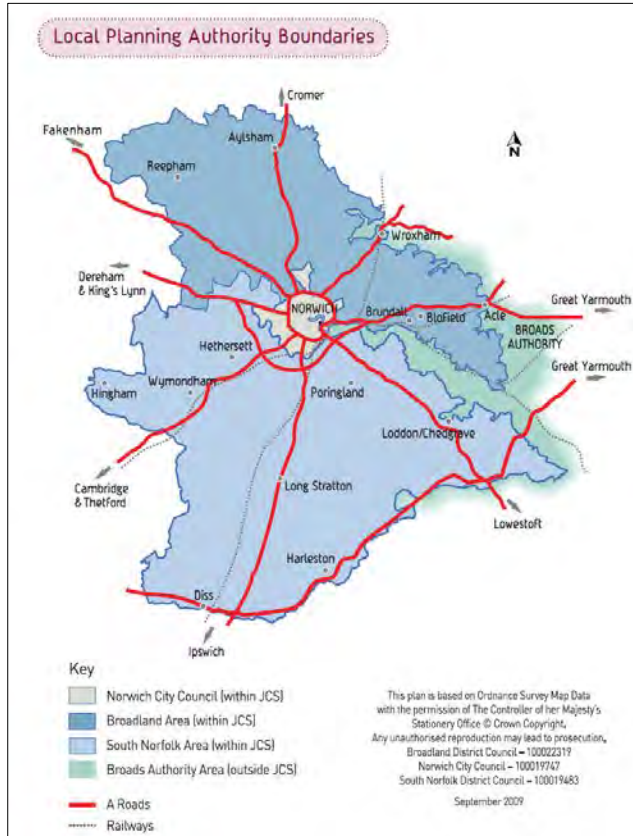 Local Planning Authority Boundaries
Cromer
Fakenham
Aylsham
Reepham
N
Wroxham
Dereham
& King's Lynn
NORWICH
Brundall
Blofield
Acle
Great Yarmouth
BROADS
AUTHORITY
Hethersett
Great Yarmouth
Hingham
Wymondham
Poringland
Loddon/Chedgrave
Cambridge
& Thetford
Long Stratton
Lowestoft
Harleston
Diss
Ipswich
Key
Norwich City Council (within JCS)
Broadland Area (within JCS)
South Norfolk Area (within JCS)
Broads Authority Area (outside JCS)
A Roads
Railways
This plan is based on Ordnance Survey Map Data
with the permission of The Controller of her Majesty's
Stationery Office © Crown Copyright.
Any unauthorised reproduction may lead to prosecution.
Broadland District Council – 100022319
Norwich City Council – 100019747
South Norfolk District Council – 100019483
September 2009